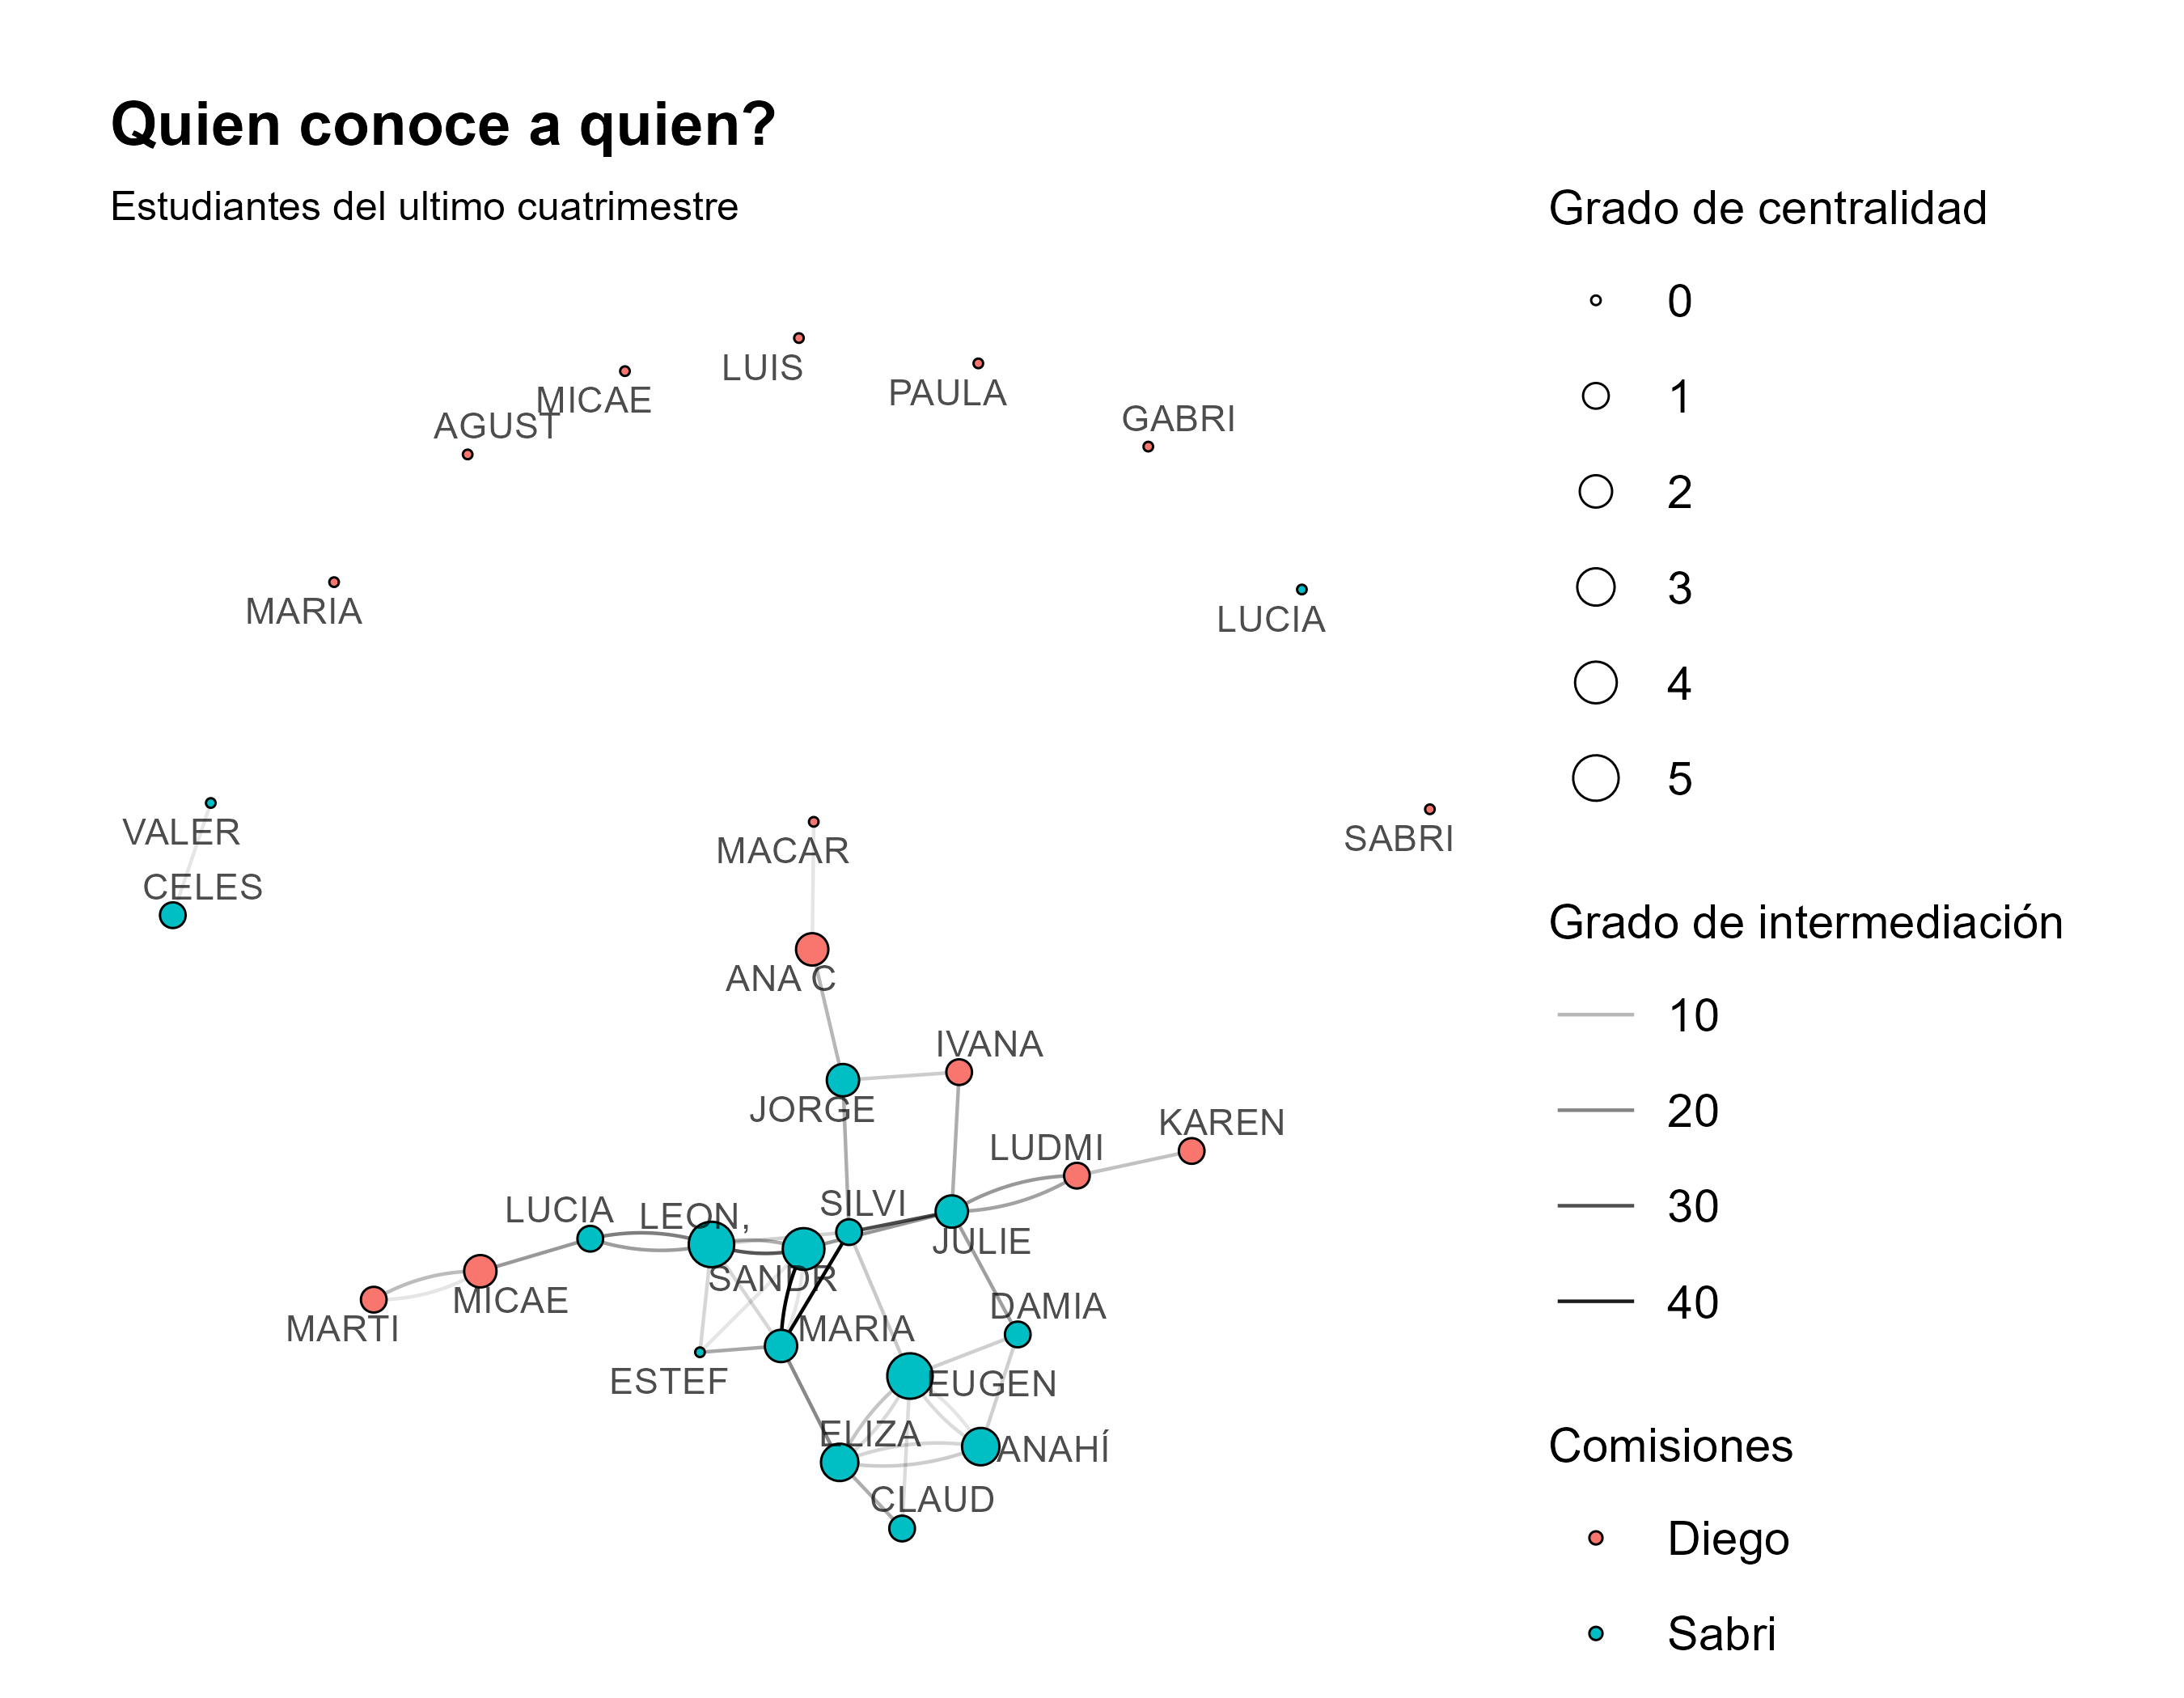 Quien conoce a quien?
Estudiantes del ultimo cuatrimestre
LUIS
MICAE
PAULA
AGUST
GABRI
MARIA
LUCIA
VALER
SABRI
MACAR
CELES
ANA C
IVANA
JORGE
KAREN
LUDMI
SILVI
LUCIA
LEON,
JULIE
SANDR
MICAE
DAMIA
MARTI
MARIA
ESTEF
EUGEN
ELIZA
ANAHÍ
CLAUD
Grado de centralidad
0
1
2
3
4
5
Grado de intermediación
10
20
30
40
Comisiones
Diego
Sabri